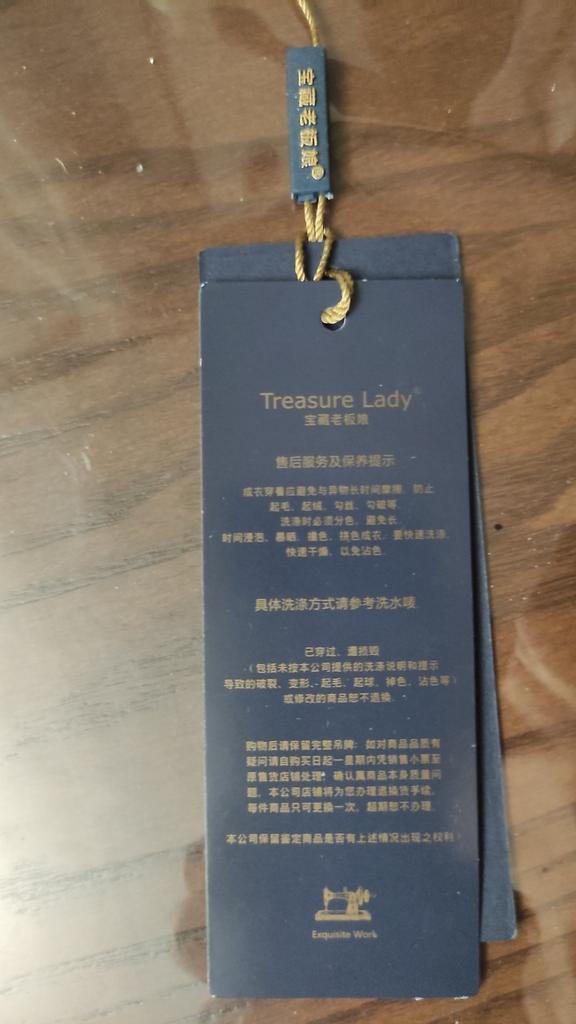 宝藏老板娘®
Treasure Lady®
宝藏老板娘
售后服务及保养提示
成衣穿着应避免与异物长时间摩擦，防止
起毛、起绒、勾丝、勾破等
洗涤时必须分色，避免长
时间浸泡、暴晒，撞色、拼色成衣，要快速洗涤，
快速干燥，以免沾色
具体洗涤方式请参考洗水唛
已穿过、遭损毁
（包括未按本公司提供的洗涤说明和提示
导致的破裂、变形、起毛、起球、掉色、沾色等）
或修改的商品恕不退换
购物后请保留完整吊牌；如对商品品质有
疑问请自购买日起一星期内凭销售小票至
原售货店铺处理，确认属商品本身质量问
题，本公司店铺将为您办理退换货手续，
每件商品只可更换一次，超期恕不办理，
本公司保留鉴定商品是否有上述情况出现之权利！
Exquisite Work